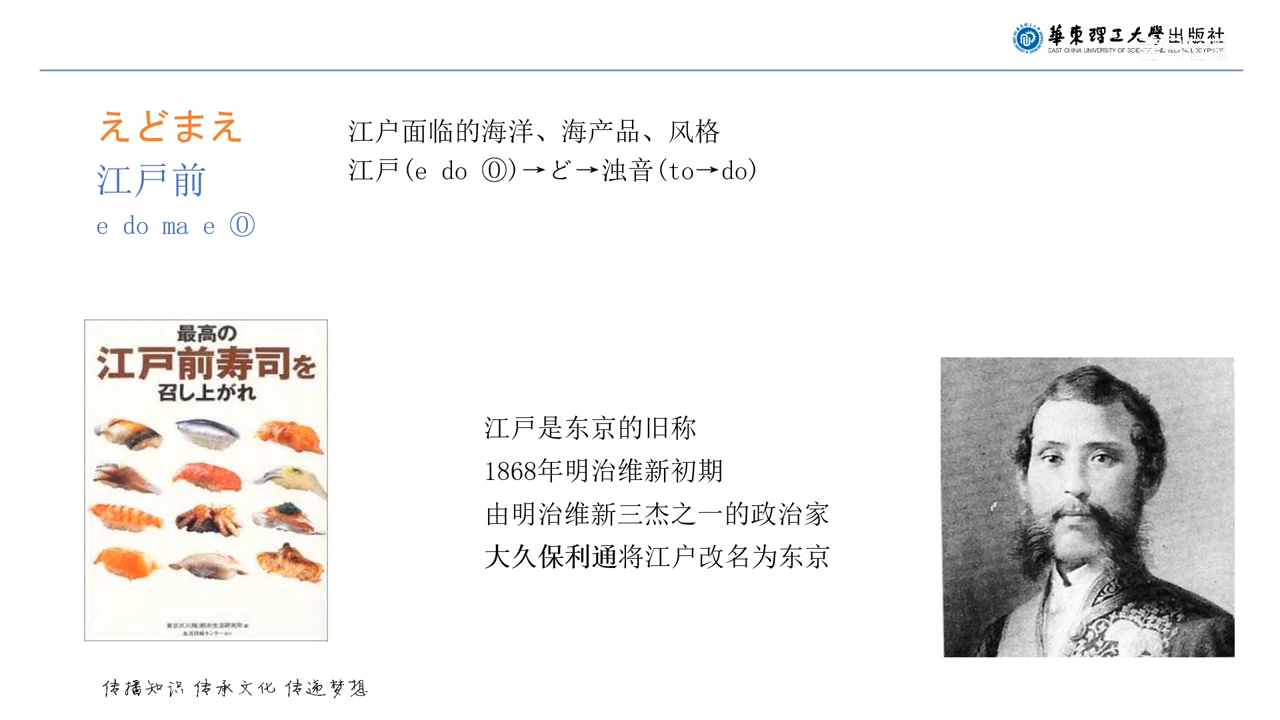 華東理工大學出版社
えどまえ
江戸前
e do ma e ⓪
江户面临的海洋、海产品、风格
江戸(e do ⓪)→ど→浊音(to→do)
最高の
江戸前寿司を
召し上がれ
江戸是东京的旧称
1868年明治维新初期
由明治维新三杰之一的政治家
大久保利通将江户改名为东京
传播知识 传承文化 传递梦想